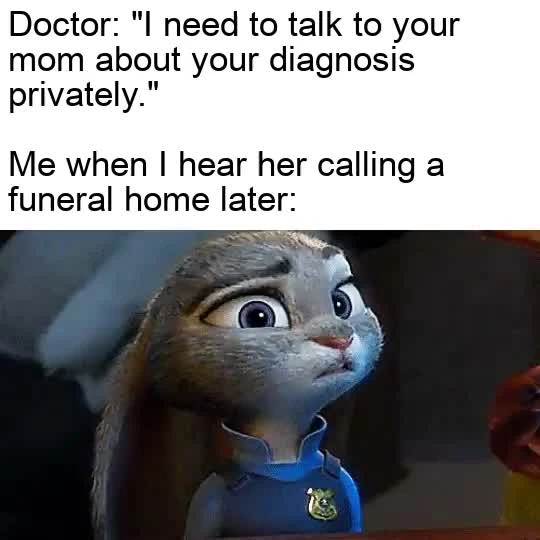 Doctor: "I need to talk to your
mom about your diagnosis
privately."
Me when I hear her calling a
funeral home later: